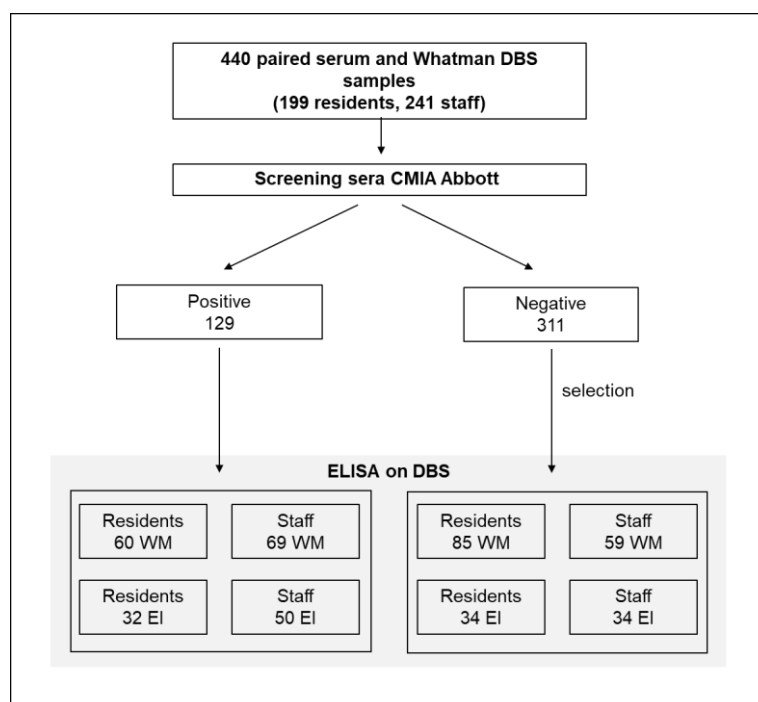 440 paired serum and Whatman DBS
samples
(199 residents, 241 staff)
Screening sera CMIA Abbott
Positive
129
Negative
311
selection
ELISA on DBS
Residents
60 WM
Staff
69 WM
Residents
85 WM
Staff
59 WM
Residents
32 EI
Staff
50 EI
Residents
34 EI
Staff
34 EI